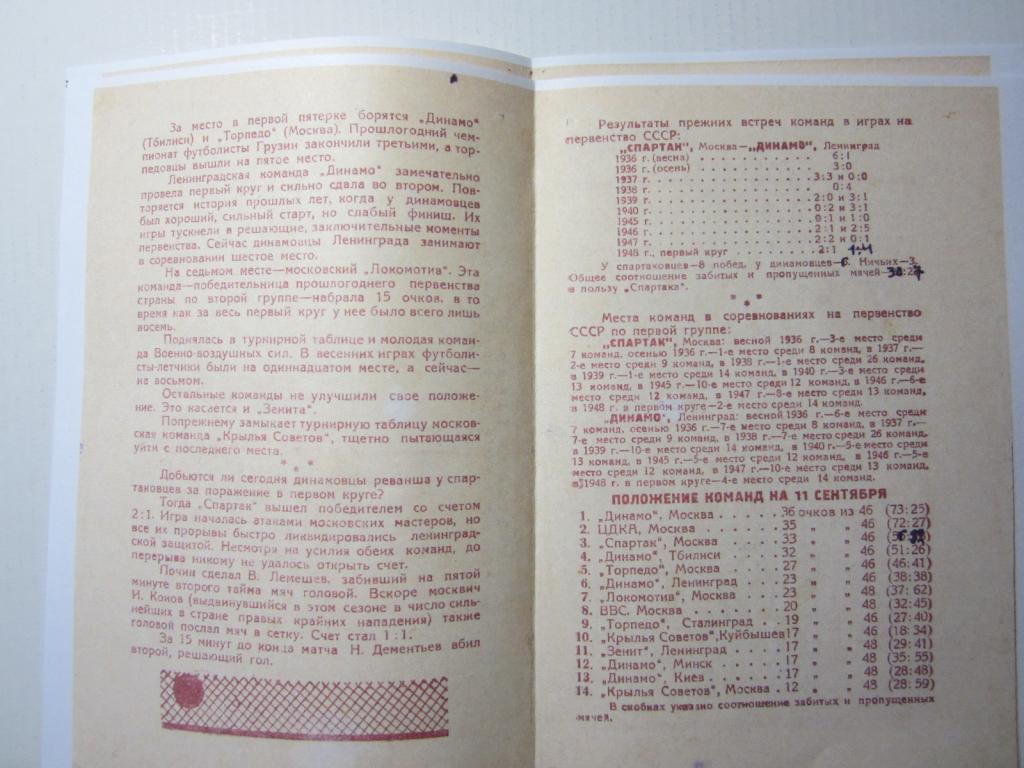 За место в первой пятерке борятся „Динамо“
(Тбилиси) и „Торпедо“ (Москва). Прошлогодний чем-
пионат футболисты Грузии закончили третьими, а тор-
педовцы вышли на пятое место.
Ленинградская команда „Динамо“ замечательно
провела первый круг и сильно сдала во втором. Пов-
торяется история прошлых лет, когда у динамовцев
был хороший, сильный старт, но слабый финиш. Их
игры тускнели в решающие, заключительные моменты
первенства. Сейчас динамовцы Ленинграда занимают
в соревновании шестое место.
На седьмом месте—московский „Локомотив“. Эта
команда—победительница прошлогоднего первенства
страны по второй группе—набрала 15 очков, в то
время как за весь первый круг у нее было всего лишь
восемь.
Поднялась в турнирной таблице и молодая коман-
да Военно-воздушных сил. В весенних играх футболи-
сты-летчики были на одиннадцатом месте, а сейчас—
на восьмом.
Остальные команды не улучшили свое положе-
ние. Это касается и „Зенита“.
Попрежнему замыкает турнирную таблицу москов-
ская команда „Крылья Советов“, тщетно пытающаяся
уйти с последнего места.
* * *
Добьются ли сегодня динамовцы реванша у спар-
таковцев за поражение в первом круге?
Тогда „Спартак“ вышел победителем со счетом
2:1. Игра началась атаками московских мастеров, но
все их прорывы быстро ликвидировались ленинград-
ской защитой. Несмотря на усилия обеих команд, до
перерыва никому не удалось открыть счет.
Почин сделал В. Лемешев, забивший на пятой
минуте второго тайма мяч головой. Вскоре москвич
И. Конов (выдвинувшийся в этом сезоне в число силь-
нейших в стране правых крайних нападения) также
головой послал мяч в сетку. Счет стал 1:1.
За 15 минут до конца матча Н. Дементьев вбил
второй, решающий гол.
Результаты прежних встреч команд в играх на
первенство СССР:
„СПАРТАК“, Москва—„ДИНАМО“, Ленинград
1936 г. (весна) . . . . . . . . . . 6:1
1936 г. (осень) . . . . . . . . . . 3:0
1937 г. . . . . . . . . . . . . 3:3 и 0:0
1938 г. . . . . . . . . . . . . . 0:4
1939 г. . . . . . . . . . . . . 2:0 и 3:1
1940 г. . . . . . . . . . . . . 0:2 и 3:1
1945 г. . . . . . . . . . . . . 0:1 и 1:0
1946 г. . . . . . . . . . . . . 2:1 и 2:5
1947 г. . . . . . . . . . . . . 2:2 и 0:1
1948 г., первый круг . . . . . . . . 2:1 1:4
У спартаковцев—8 побед, у динамовцев— Ничьих—3.
Общее соотношение забитых и пропущенных мячей—
в пользу „Спартака“.
* * *
Места команд в соревнованиях на первенство
СССР по первой группе:
„СПАРТАК“, Москва: весной 1936 г.—3-е место среди
7 команд, осенью 1936 г.—1-е место среди 8 команд, в 1937 г.—
2-е место среди 9 команд, в 1938 г.—1-е место среди 26 команд,
в 1939 г.—1-е место среди 14 команд, в 1940 г.—3-е место среди
13 команд, в 1945 г.—10-е место среди 12 команд, в 1946 г.—6-е
место среди 12 команд, в 1947 г.—8-е место среди 13 команд,
в 1948 г. в первом круге—2-е место среди 14 команд.
„ДИНАМО“, Ленинград: весной 1936 г.—6-е место среди
7 команд, осенью 1936 г.—7-е место среди 8 команд, в 1937 г.—
7-е место среди 9 команд, в 1938 г.—7-е место среди 26 команд,
в 1939 г.—10-е место среди 14 команд, в 1940 г.—5-е место среди
13 команд, в 1945 г.—5-е место среди 12 команд, в 1946 г.—5-е
место среди 12 команд, в 1947 г.—10-е место среди 13 команд,
в 1948 г. в первом круге—4-е место среди 14 команд.
ПОЛОЖЕНИЕ КОМАНД НА 11 СЕНТЯБРЯ
1. „Динамо“, Москва . . . . 36 очков из 46 (73:25)
2. ЦДКА, Москва . . . . . 35 „ „ 46 (72:27)
3. „Спартак“, Москва . . . . 33 „ „ 46
4. „Динамо“, Тбилиси . . . . 32 „ „ 46 (51:26)
5. „Торпедо“, Москва . . . . 27 „ „ 46 (46:41)
6. „Динамо“, Ленинград . . . 23 „ „ 46 (38:38)
7. „Локомотив“, Москва . . . 23 „ „ 48 (37:62)
8. ВВС, Москва . . . . . . 20 „ „ 46 (32:45)
9. „Торпедо“, Сталинград . . . 19 „ „ 46 (27:40)
10. „Крылья Советов“, Куйбышев 17 „ „ 46 (18:34)
11. „Зенит“, Ленинград . . . . 17 „ „ 48 (29:41)
12. „Динамо“, Минск . . . . . 17 „ „ 48 (35:55)
13. „Динамо“, Киев . . . . . 17 „ „ 48 (28:48)
14. „Крылья Советов“, Москва . 12 „ „ 48 (28:59)
В скобках указано соотношение забитых и пропущенных
мячей.